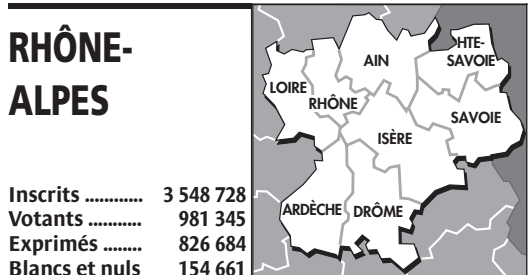 RHÔNE-
ALPES
Inscrits ............ 3 548 728
Votants ........... 981 345
Exprimés ........ 826 684
Blancs et nuls 154 661
AIN
HTE-
SAVOIE
LOIRE
RHÔNE
SAVOIE
ISÈRE
ARDÈCHE
DRÔME